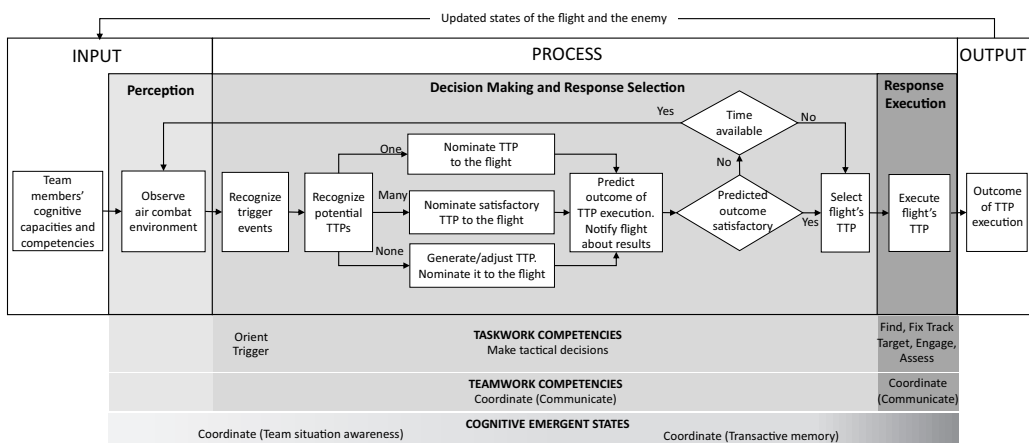 Updated states of the flight and the enemy
INPUT
PROCESS
OUTPUT
Perception
Decision Making and Response Selection
Response
Execution
Team
members'
cognitive
capacities and
competencies
Observe
air combat
environment
Recognize
trigger
events
Recognize
potential
TTPs
One
Many
None
Nominate TTP
to the flight
Nominate satisfactory
TTP to the flight
Generate/adjust TTP.
Nominate it to the flight
Predict
outcome of
TTP execution.
Notify flight
about results
Predicted
outcome
satisfactory
No
Yes
Time
available
Yes
No
Select
flight's
TTP
Execute
flight's
TTP
Outcome
of TTP
execution
Orient
Trigger
TASKWORK COMPETENCIES
Make tactical decisions
Find, Fix Track
Target, Engage,
Assess
TEAMWORK COMPETENCIES
Coordinate (Communicate)
Coordinate
(Communicate)
COGNITIVE EMERGENT STATES
Coordinate (Team situation awareness)
Coordinate (Transactive memory)